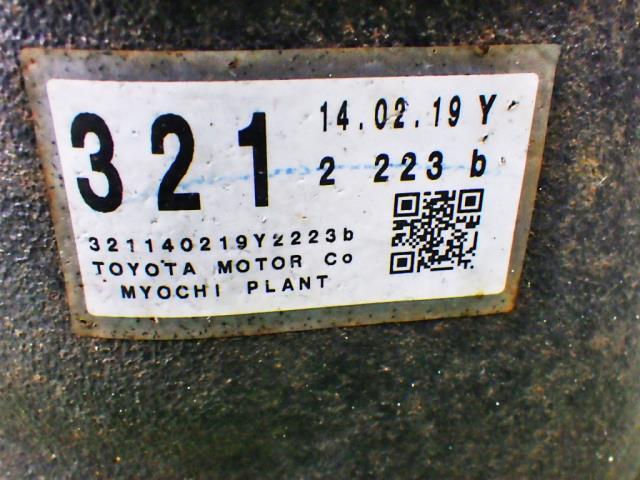 321
14.02.19 Y
2 223 b
321140219Y2223b
TOYOTA MOTOR Co
MYOCHI PLANT